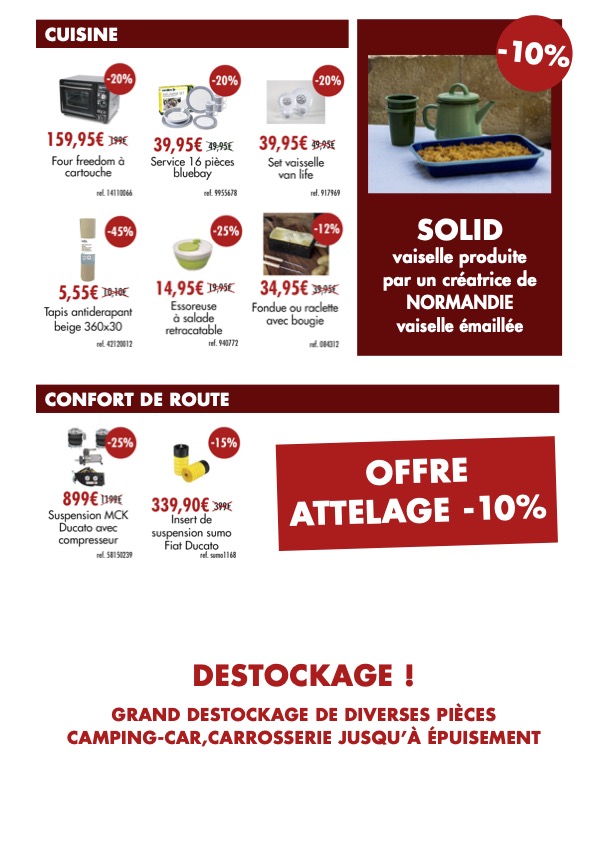 CUISINE
-20%
159,95€ 199€
Four freedom à
cartouche
ref. 14110066
-20%
39,95€ 49,95€
Service 16 pièces
bluebay
ref. 9955678
-20%
39,95€ 49,95€
Set vaisselle
van life
ref. 917969
-45%
5,55€ 10,10€
Tapis antiderapant
beige 360x30
ref. 42120012
-25%
14,95€ 19,95€
Essoreuse
à salade
retracatable
ref. 940772
-12%
34,95€ 39,95€
Fondue ou raclette
avec bougie
ref. 084312
-10%
SOLID
vaiselle produite
par un créatrice de
NORMANDIE
vaiselle émaillée
CONFORT DE ROUTE
-25%
899€ 1199€
Suspension MCK
Ducato avec
compresseur
ref. 58150239
-15%
339,90€ 399€
Insert de
suspension sumo
Fiat Ducato
ref. sumo1168
OFFRE
ATTELAGE -10%
DESTOCKAGE !
GRAND DESTOCKAGE DE DIVERSES PIÈCES
CAMPING-CAR,CARROSSERIE JUSQU'À ÉPUISEMENT